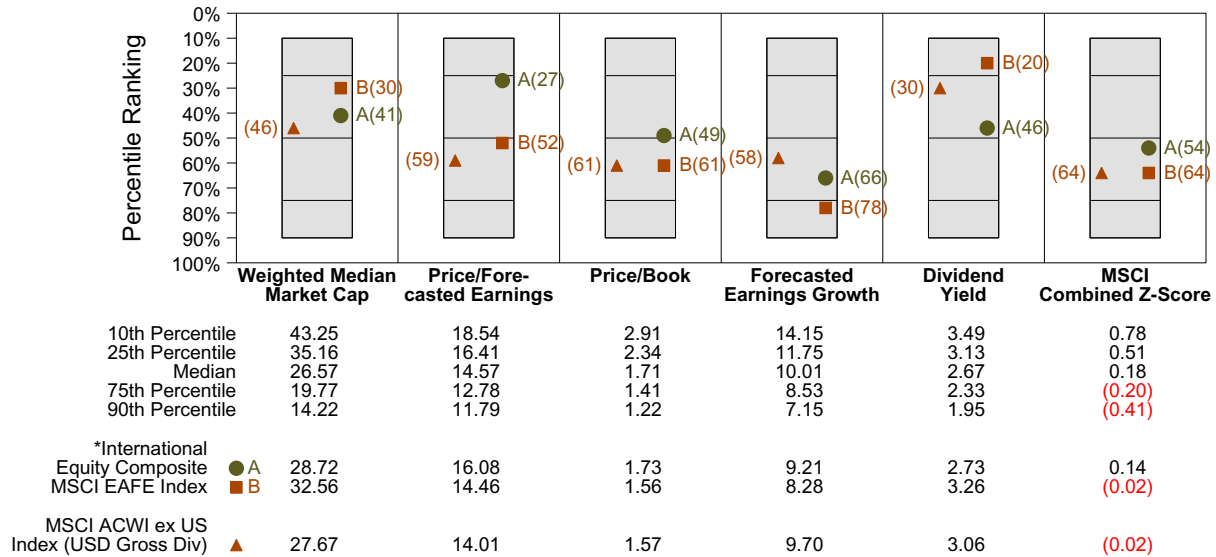 0%
10%
20%
30%
40%
50%
60%
70%
80%
90%
100%
Percentile Ranking
B(30)
A(41)
(46)
A(27)
B(52)
(59)
A(49)
B(61)
(61)
(58)
A(66)
B(78)
B(20)
(30)
A(46)
A(54)
B(64)
(64)
Weighted Median
Market Cap
Price/Fore-
casted Earnings
Price/Book
Forecasted
Earnings Growth
Dividend
Yield
MSCI
Combined Z-Score
10th Percentile 43.25 18.54 2.91 14.15 3.49 0.78
25th Percentile 35.16 16.41 2.34 11.75 3.13 0.51
Median 26.57 14.57 1.71 10.01 2.67 0.18
75th Percentile 19.77 12.78 1.41 8.53 2.33 (0.20)
90th Percentile 14.22 11.79 1.22 7.15 1.95 (0.41)
*International
Equity Composite A 28.72 16.08 1.73 9.21 2.73 0.14
MSCI EAFE Index B 32.56 14.46 1.56 8.28 3.26 (0.02)
MSCI ACWI ex US
Index (USD Gross Div) 27.67 14.01 1.57 9.70 3.06 (0.02)